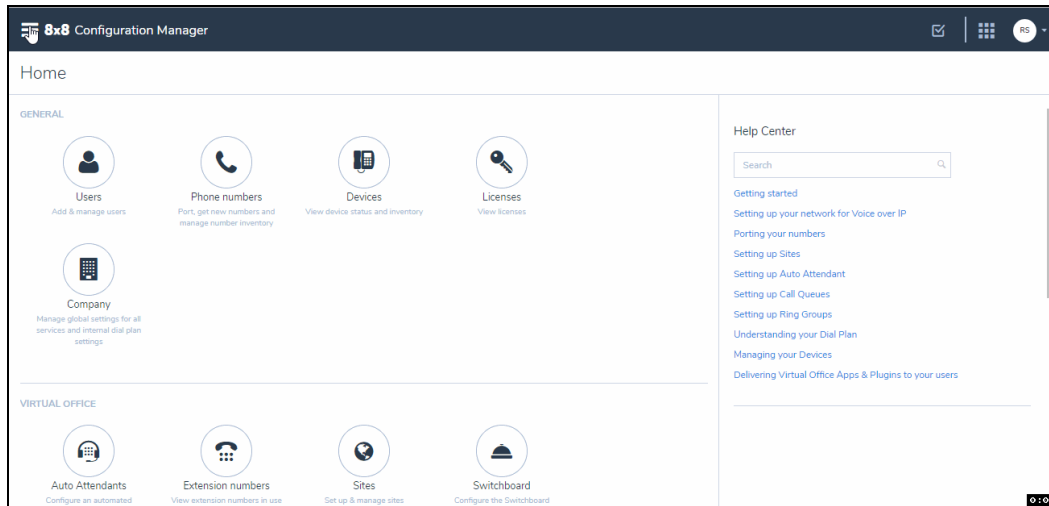 8x8 Configuration Manager
RS
Home
GENERAL
Users
Add & manage users
Phone numbers
Port, get new numbers and
manage number inventory
Devices
View device status and inventory
Licenses
View licenses
Company
Manage global settings for all
services and internal dial plan
settings
VIRTUAL OFFICE
Auto Attendants
Configure an automated
Extension numbers
View extension numbers in use
Sites
Set up & manage sites
Switchboard
Configure the Switchboard
Help Center
Search
Getting started
Setting up your network for Voice over IP
Porting your numbers
Setting up Sites
Setting up Auto Attendant
Setting up Call Queues
Setting up Ring Groups
Understanding your Dial Plan
Managing your Devices
Delivering Virtual Office Apps & Plugins to your users